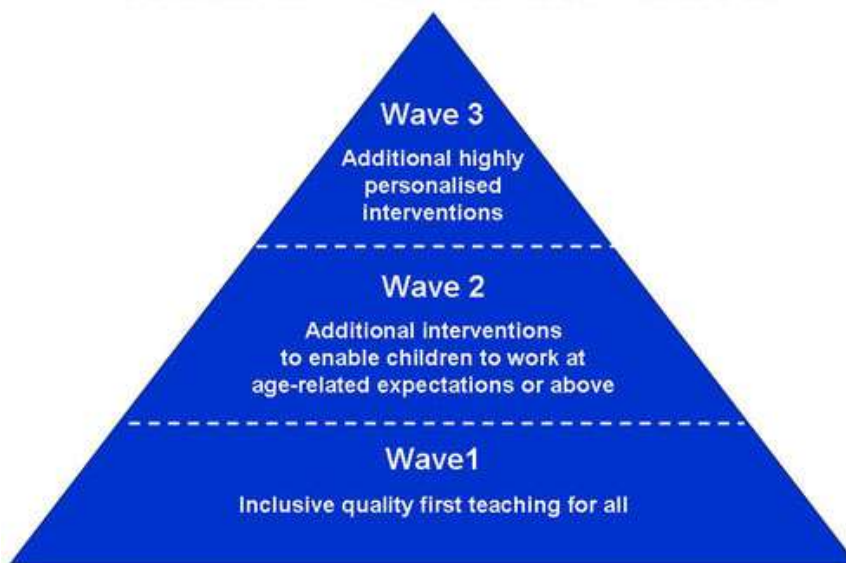 Wave 3
Additional highly
personalised
interventions
Wave 2
Additional interventions
to enable children to work at
age-related expectations or above
Wave1
Inclusive quality first teaching for all